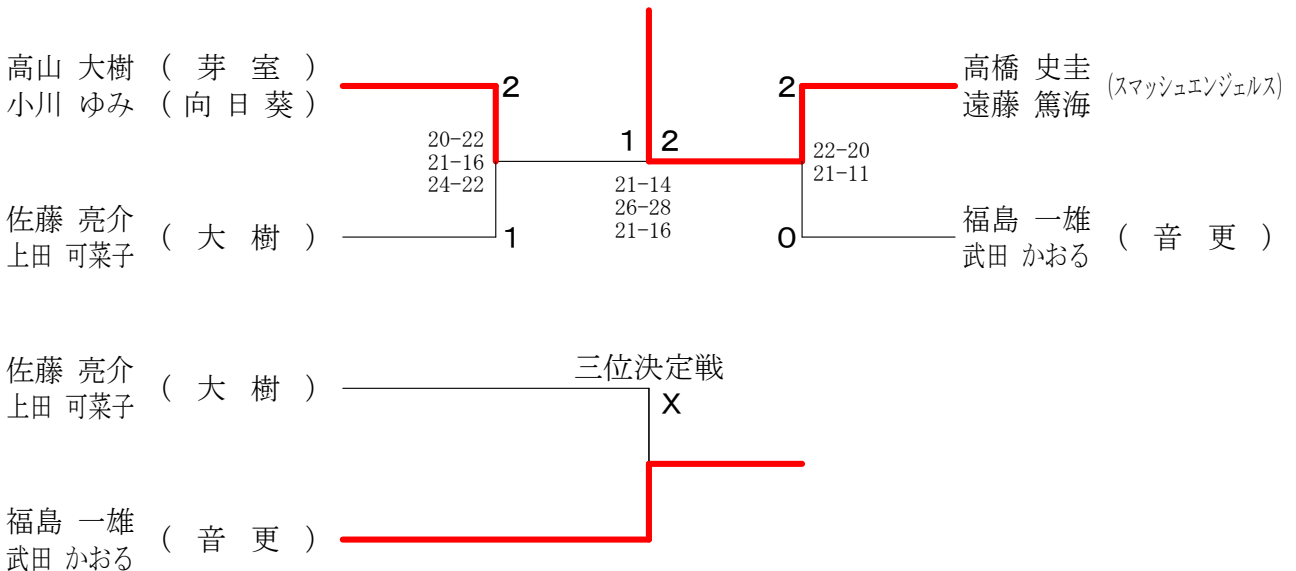 高山 大樹 ( 芽 室 )
小川 ゆみ ( 向 日 葵 )
2
20-22
21-16
24-22
佐藤 亮介
上田 可菜子
( 大 樹 )
1
1 2
21-14
26-28
21-16
2
高橋 史圭
遠藤 篤海
(スマッシュエンジェルス)
22-20
21-11
0
福島 一雄
武田 かおる
( 音 更 )
三位決定戦
佐藤 亮介
上田 可菜子
( 大 樹 )
X
福島 一雄
武田 かおる
( 音 更 )